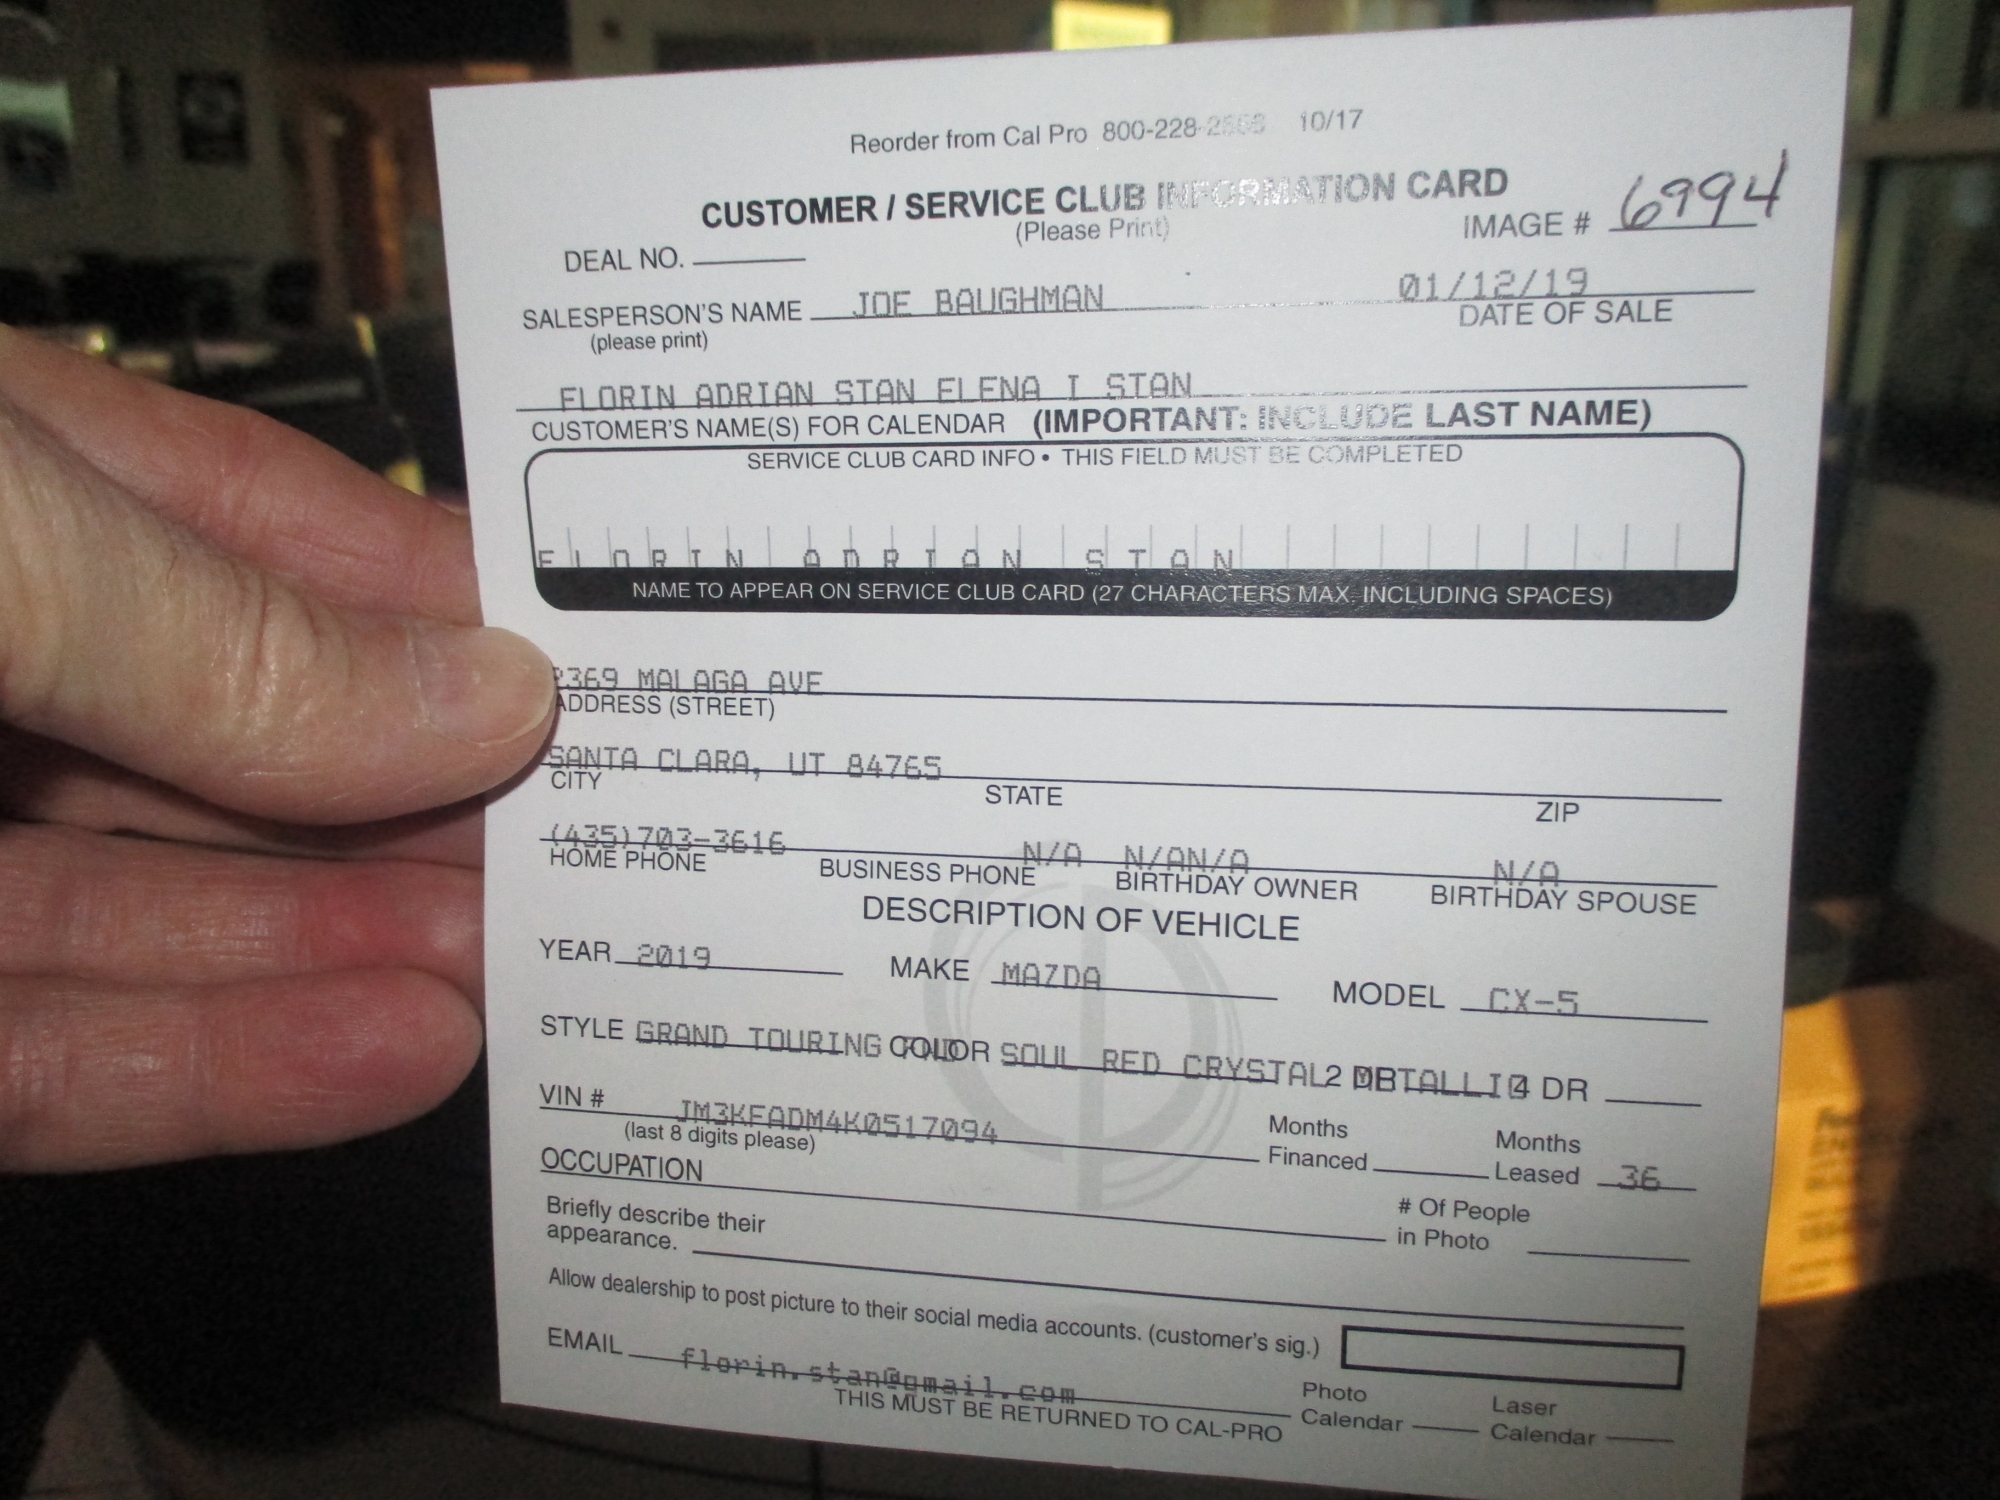 Reorder from Cal Pro 800-228-2868 10/17
CUSTOMER / SERVICE CLUB INFORMATION CARD
(Please Print)
IMAGE # 6994
DEAL NO.
SALESPERSON'S NAME JOE BAUGHMAN 01/12/19
(please print) DATE OF SALE
FLORIN ADRIAN STAN ELENA I STAN
CUSTOMER'S NAME(S) FOR CALENDAR (IMPORTANT: INCLUDE LAST NAME)
SERVICE CLUB CARD INFO • THIS FIELD MUST BE COMPLETED
FLORIN ADRIAN STAN
NAME TO APPEAR ON SERVICE CLUB CARD (27 CHARACTERS MAX. INCLUDING SPACES)
MALAGA AVE
ADDRESS (STREET)
SANTA CLARA, UT 84765
CITY STATE ZIP
(435)703-3616 N/A N/AN/A N/A
HOME PHONE BUSINESS PHONE BIRTHDAY OWNER BIRTHDAY SPOUSE
DESCRIPTION OF VEHICLE
YEAR 2019 MAKE MAZDA MODEL CX-5
STYLE GRAND TOURING COLOR SOUL RED CRYSTAL METALLIC 2 DR 4 DR
VIN # JM3KFADM4K0517094
(last 8 digits please)
Months Financed
Months Leased 36
OCCUPATION
# Of People
in Photo
Briefly describe their
appearance.
Allow dealership to post picture to their social media accounts. (customer's sig.)
EMAIL florin.stan@gmail.com
THIS MUST BE RETURNED TO CAL-PRO
Photo
Calendar
Laser
Calendar